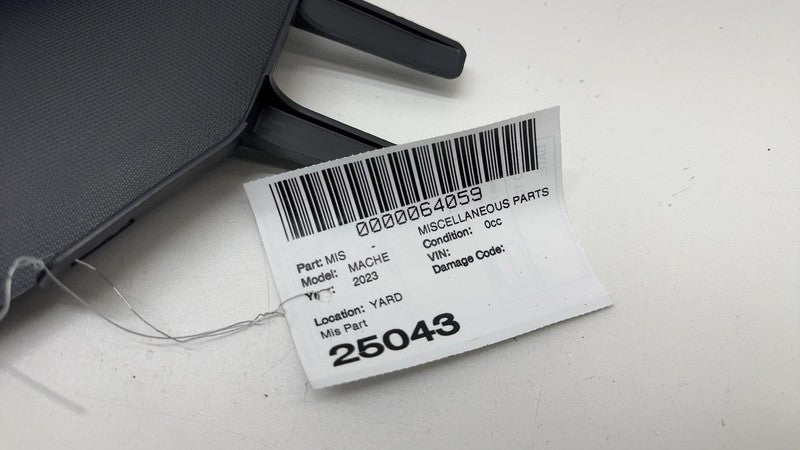 0000064059
MISCELLANEOUS PARTS
Part: MIS -
Condition: 0cc
Model: MACHE
VIN:
2023
Damage Code:
Location: YARD
Mis Part
25043